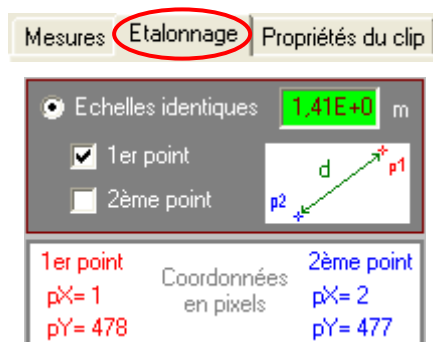 Mesures Etalonnage Propriétés du clip
Echelles identiques 1,41E+0 m
1er point
2ème point
d p1
p2
1er point Coordonnées en pixels 2ème point
pX= 1 pX= 2
pY= 478 pY= 477